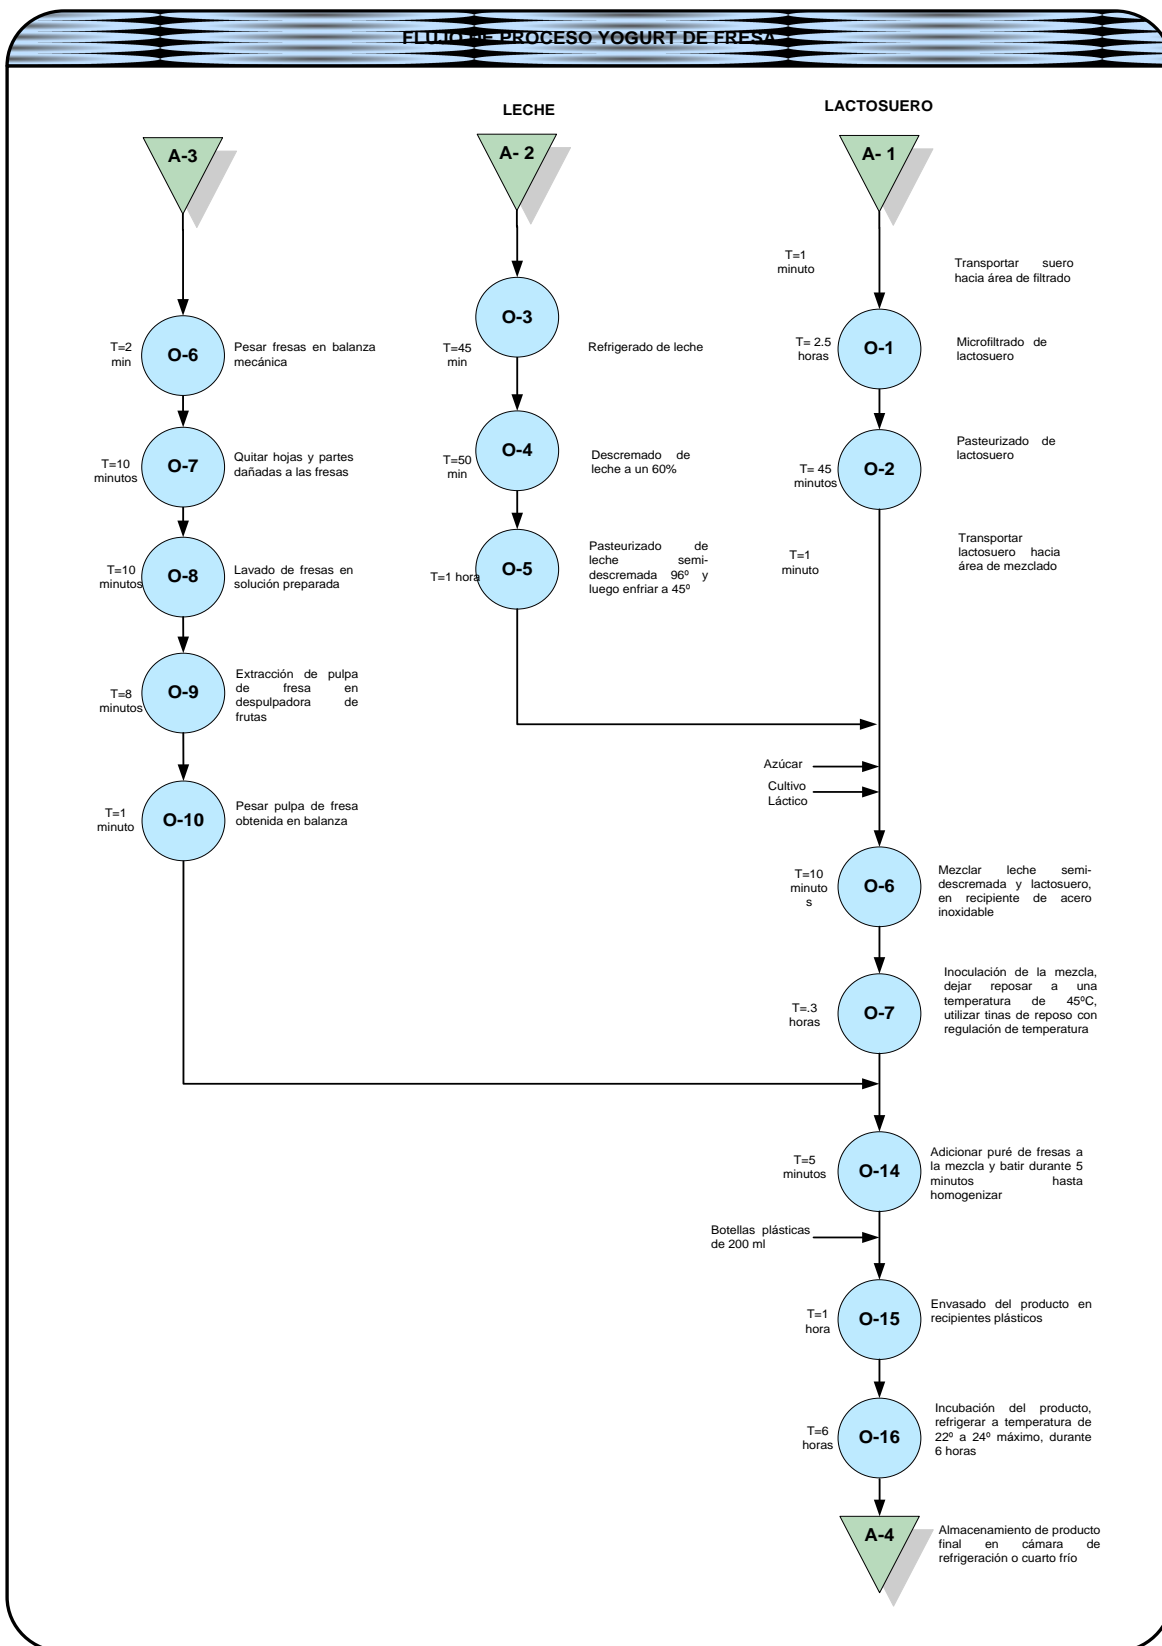 FLUJO DE PROCESO YOGURT DE FRESA
LECHE
LACTOSUERO
A-3
A- 2
A- 1
T=1
minuto
Transportar suero
hacia área de filtrado
O-3
T=45
min
Refrigerado de leche
O-1
T= 2.5
horas
Microfiltrado de
lactosuero
O-6
T=2
min
Pesar fresas en balanza
mecánica
O-7
T=10
minutos
Quitar hojas y partes
dañadas a las fresas
O-4
T=50
min
Descremado de
leche a un 60%
O-2
T= 45
minutos
Pasteurizado de
lactosuero
O-8
T=10
minutos
Lavado de fresas en
solución preparada
O-5
T=1 hora
Pasteurizado de
leche semi-
descremada 96º y
luego enfriar a 45º
T=1
minuto
Transportar
lactosuero hacia
área de mezclado
O-9
T=8
minutos
Extracción de pulpa
de fresa en
despulpadora de
frutas
Azúcar
Cultivo
Láctico
O-10
T=1
minuto
Pesar pulpa de fresa
obtenida en balanza
O-6
T=10
minuto
s
Mezclar leche semi-
descremada y lactosuero,
en recipiente de acero
inoxidable
O-7
T=.3
horas
Inoculación de la mezcla,
dejar reposar a una
temperatura de 45ºC,
utilizar tinas de reposo con
regulación de temperatura
O-14
T=5
minutos
Adicionar puré de fresas a
la mezcla y batir durante 5
minutos hasta
homogenizar
Botellas plásticas
de 200 ml
O-15
T=1
hora
Envasado del producto en
recipientes plásticos
O-16
T=6
horas
Incubación del producto,
refrigerar a temperatura de
22º a 24º máximo, durante
6 horas
A-4
Almacenamiento de producto
final en cámara de
refrigeración o cuarto frío